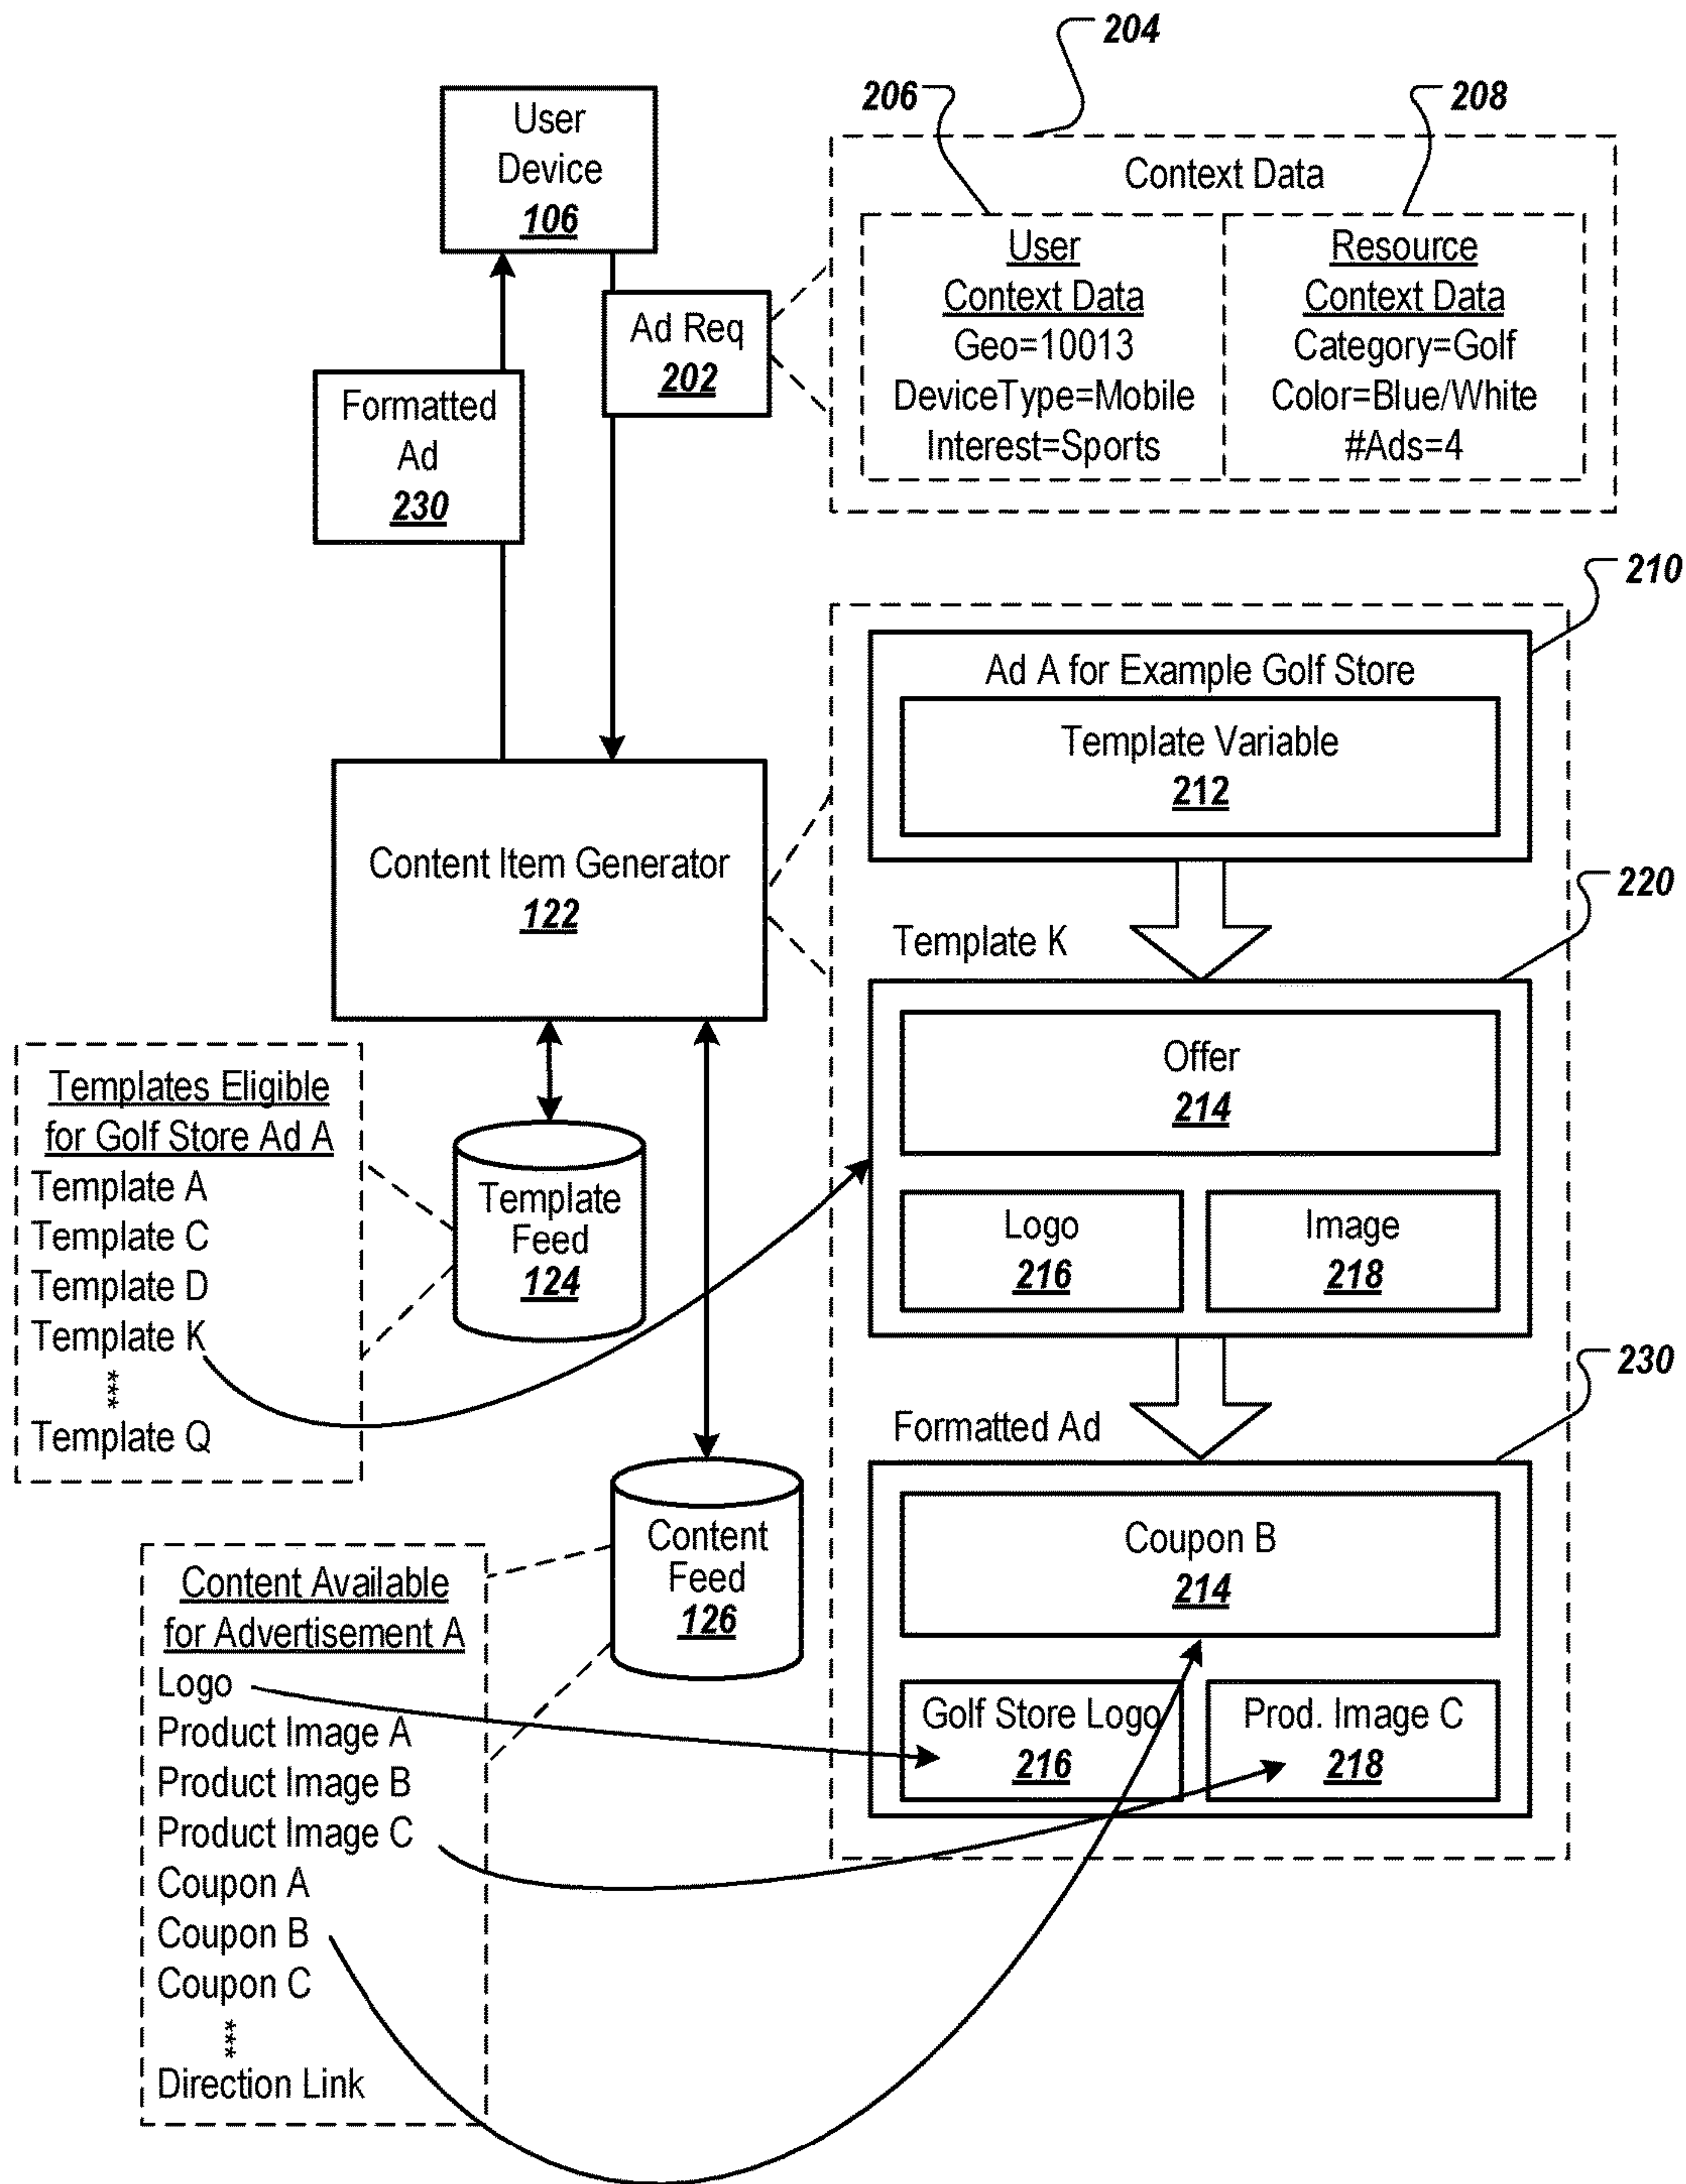 204
206
208
User
Device
106
Context Data
User
Context Data
Geo=10013
DeviceType=Mobile
Interest=Sports
Resource
Context Data
Category=Golf
Color=Blue/White
#Ads=4
Ad Req
202
Formatted
Ad
230
210
Ad A for Example Golf Store
Template Variable
212
Content Item Generator
122
220
Template K
Offer
214
Logo
216
Image
218
Templates Eligible
for Golf Store Ad A
Template A
Template C
Template D
Template K
***
Template Q
Template
Feed
124
230
Formatted Ad
Coupon B
214
Golf Store Logo
216
Prod. Image C
218
Content
Feed
126
Content Available
for Advertisement A
Logo
Product Image A
Product Image B
Product Image C
Coupon A
Coupon B
Coupon C
***
Direction Link